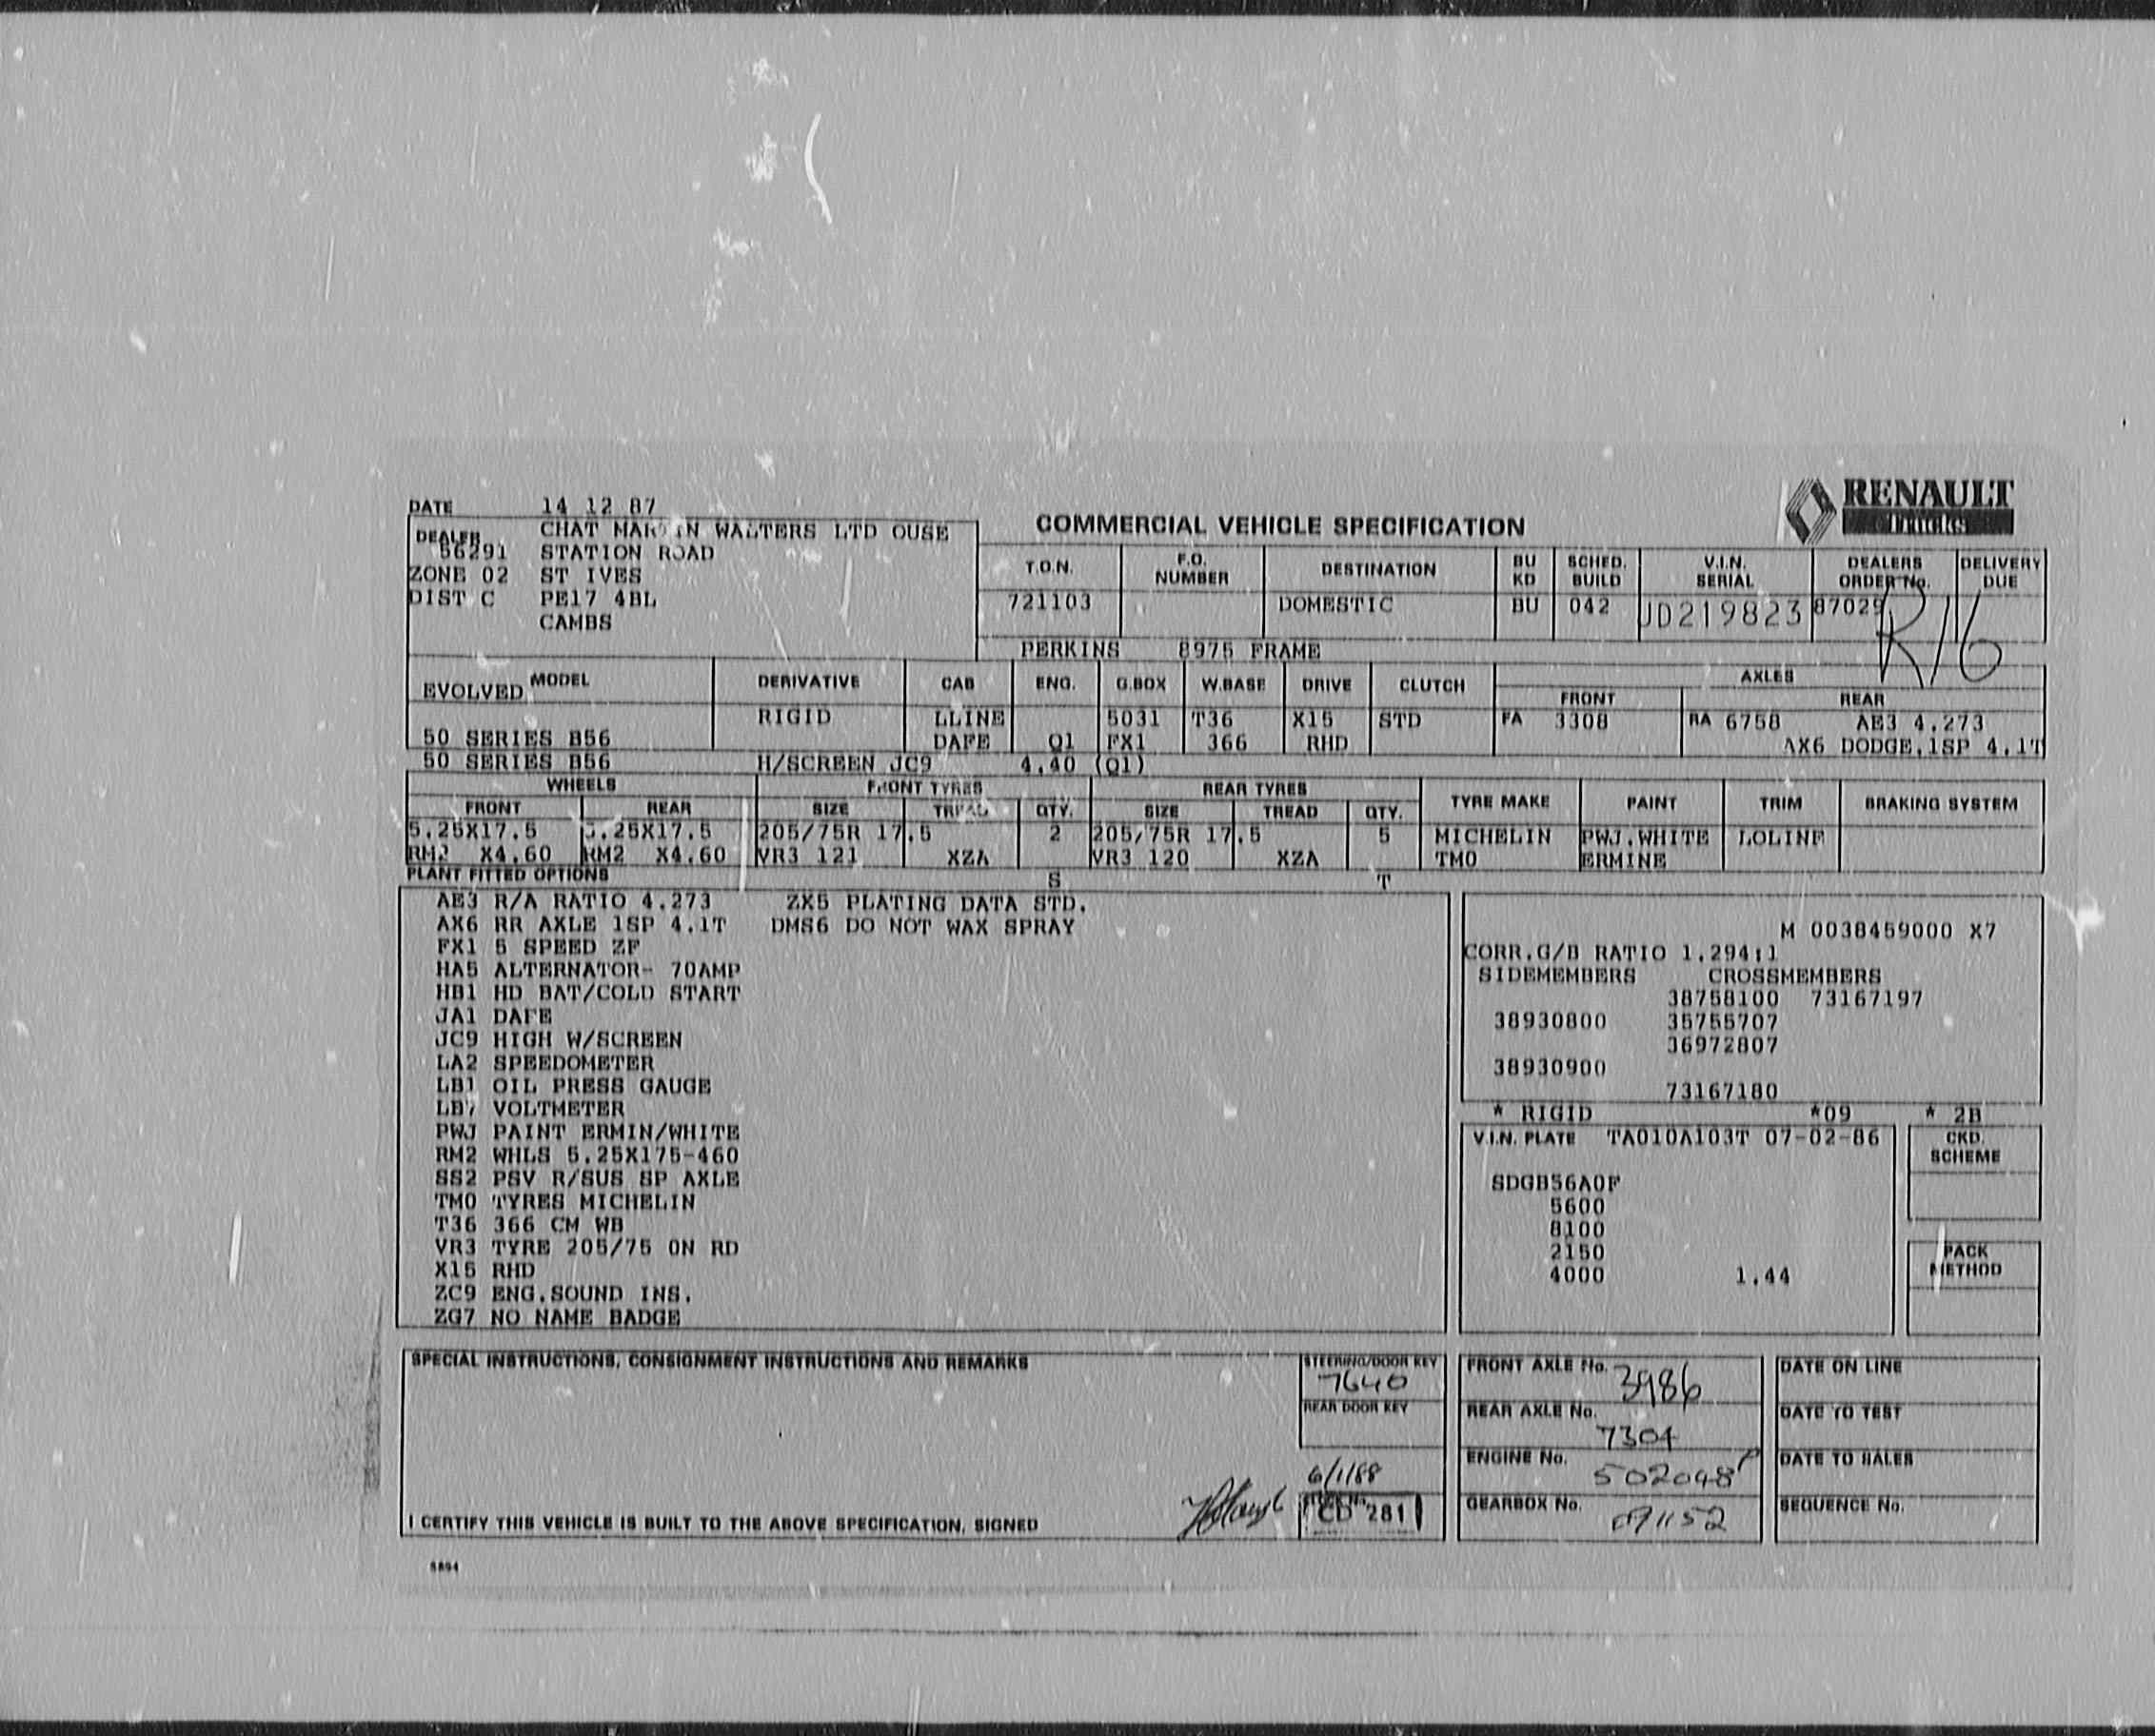 RENAULT
Trucks
DATE 14 12 87
COMMERCIAL VEHICLE SPECIFICATION
DEALER CHAT MARTIN WALTERS LTD OUSE
56291 STATION ROAD
ZONE 02 ST IVES
DIST C PE17 4BL
CAMBS
T.O.N. F.O. NUMBER DESTINATION BU KD SCHED. BUILD V.I.N. SERIAL DEALERS ORDER No. DELIVERY DUE
721103 DOMESTIC BU 042 JD219823 87029
R16
PERKINS 8975 FRAME
MODEL DERIVATIVE CAB ENG. G.BOX W.BASE DRIVE CLUTCH AXLES
EVOLVED FRONT REAR
RIGID LLINE 5031 T36 X15 STD FA 3308 RA 6758 AE3 4.273
50 SERIES B56 DAFE Q1 FX1 366 RHD AX6 DODGE,1SP 4.1T
50 SERIES B56 H/SCREEN JC9 4.40 (Q1)
WHEELS FRONT TYRES REAR TYRES TYRE MAKE PAINT TRIM BRAKING SYSTEM
FRONT REAR SIZE TREAD QTY. SIZE TREAD QTY.
5.25X17.5 5.25X17.5 205/75R 17.5 2 205/75R 17.5 5 MICHELIN PWJ.WHITE LOLINE
RM2 X4.60 RM2 X4.60 VR3 121 XZA VR3 120 XZA TMO ERMINE
PLANT FITTED OPTIONS S T
AE3 R/A RATIO 4.273 ZX5 PLATING DATA STD.
AX6 RR AXLE 1SP 4.1T DMS6 DO NOT WAX SPRAY
FX1 5 SPEED ZF
HA5 ALTERNATOR- 70AMP
HB1 HD BAT/COLD START
JA1 DAFE
JC9 HIGH W/SCREEN
LA2 SPEEDOMETER
LB1 OIL PRESS GAUGE
LB7 VOLTMETER
PWJ PAINT ERMIN/WHITE
RM2 WHLS 5.25X175-460
SS2 PSV R/SUS SP AXLE
TMO TYRES MICHELIN
T36 366 CM WB
VR3 TYRE 205/75 ON RD
X15 RHD
ZC9 ENG.SOUND INS.
ZG7 NO NAME BADGE
M 0038459000 X7
CORR.G/B RATIO 1.294:1
SIDEMEMBERS CROSSMEMBERS
38758100 73167197
38930800 35755707
36972807
38930900
73167180
* RIGID *09 * 2B
V.I.N. PLATE TA010A103T 07-02-86
SDGB56A0F
5600
8100
2150
4000 1.44
CKD. SCHEME
PACK METHOD
SPECIAL INSTRUCTIONS, CONSIGNMENT INSTRUCTIONS AND REMARKS
STEERING/DOOR KEY
7640
REAR DOOR KEY
6/1/88
CD 281
I CERTIFY THIS VEHICLE IS BUILT TO THE ABOVE SPECIFICATION, SIGNED
FRONT AXLE No. 3986
REAR AXLE No. 7304
ENGINE No. 502048P
GEARBOX No.
DATE ON LINE
DATE TO TEST
DATE TO SALES
SEQUENCE No.
5894